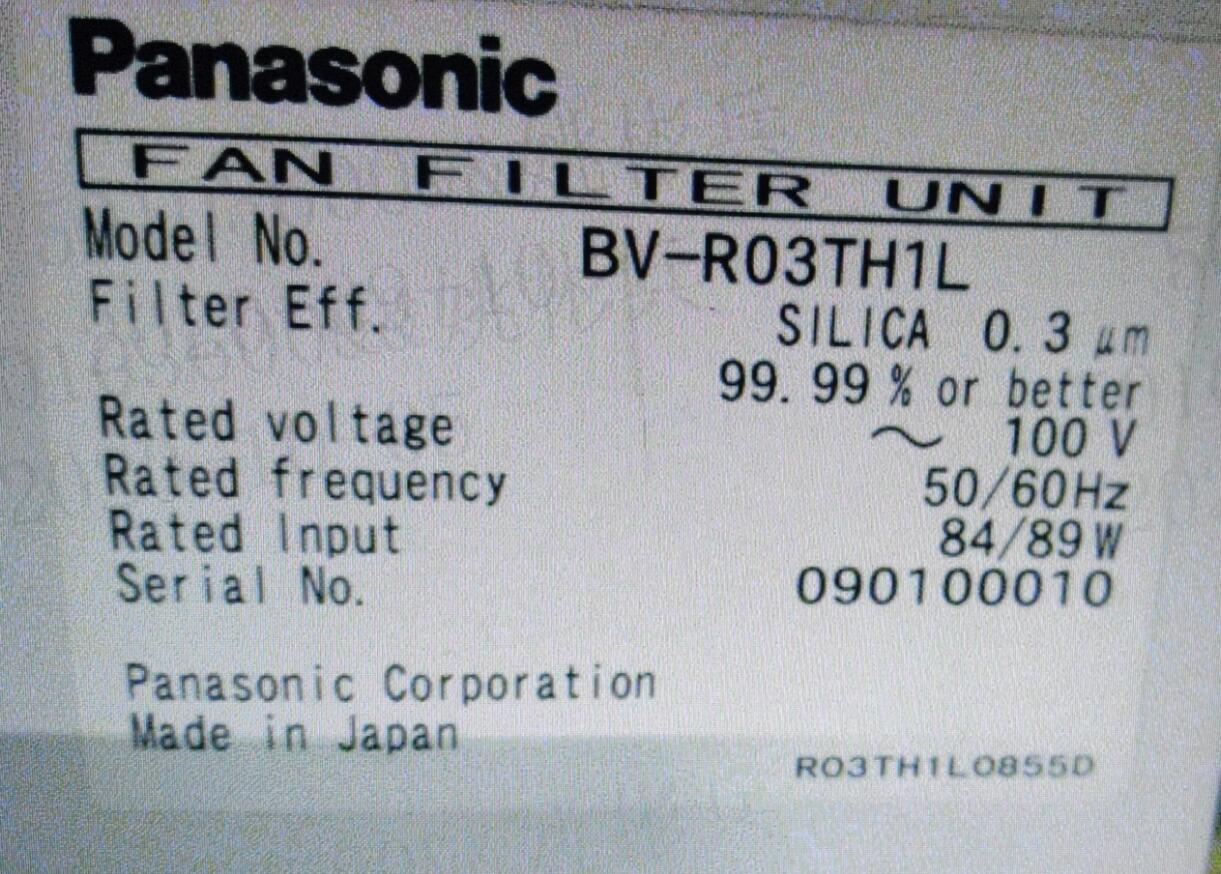 Panasonic
FAN FILTER UNIT
Model No. BV-R03TH1L
Filter Eff. SILICA 0.3 μm
99.99 % or better
Rated voltage ～ 100 V
Rated frequency 50/60Hz
Rated Input 84/89W
Serial No. 090100010
Panasonic Corporation
Made in Japan
R03TH1L0855D